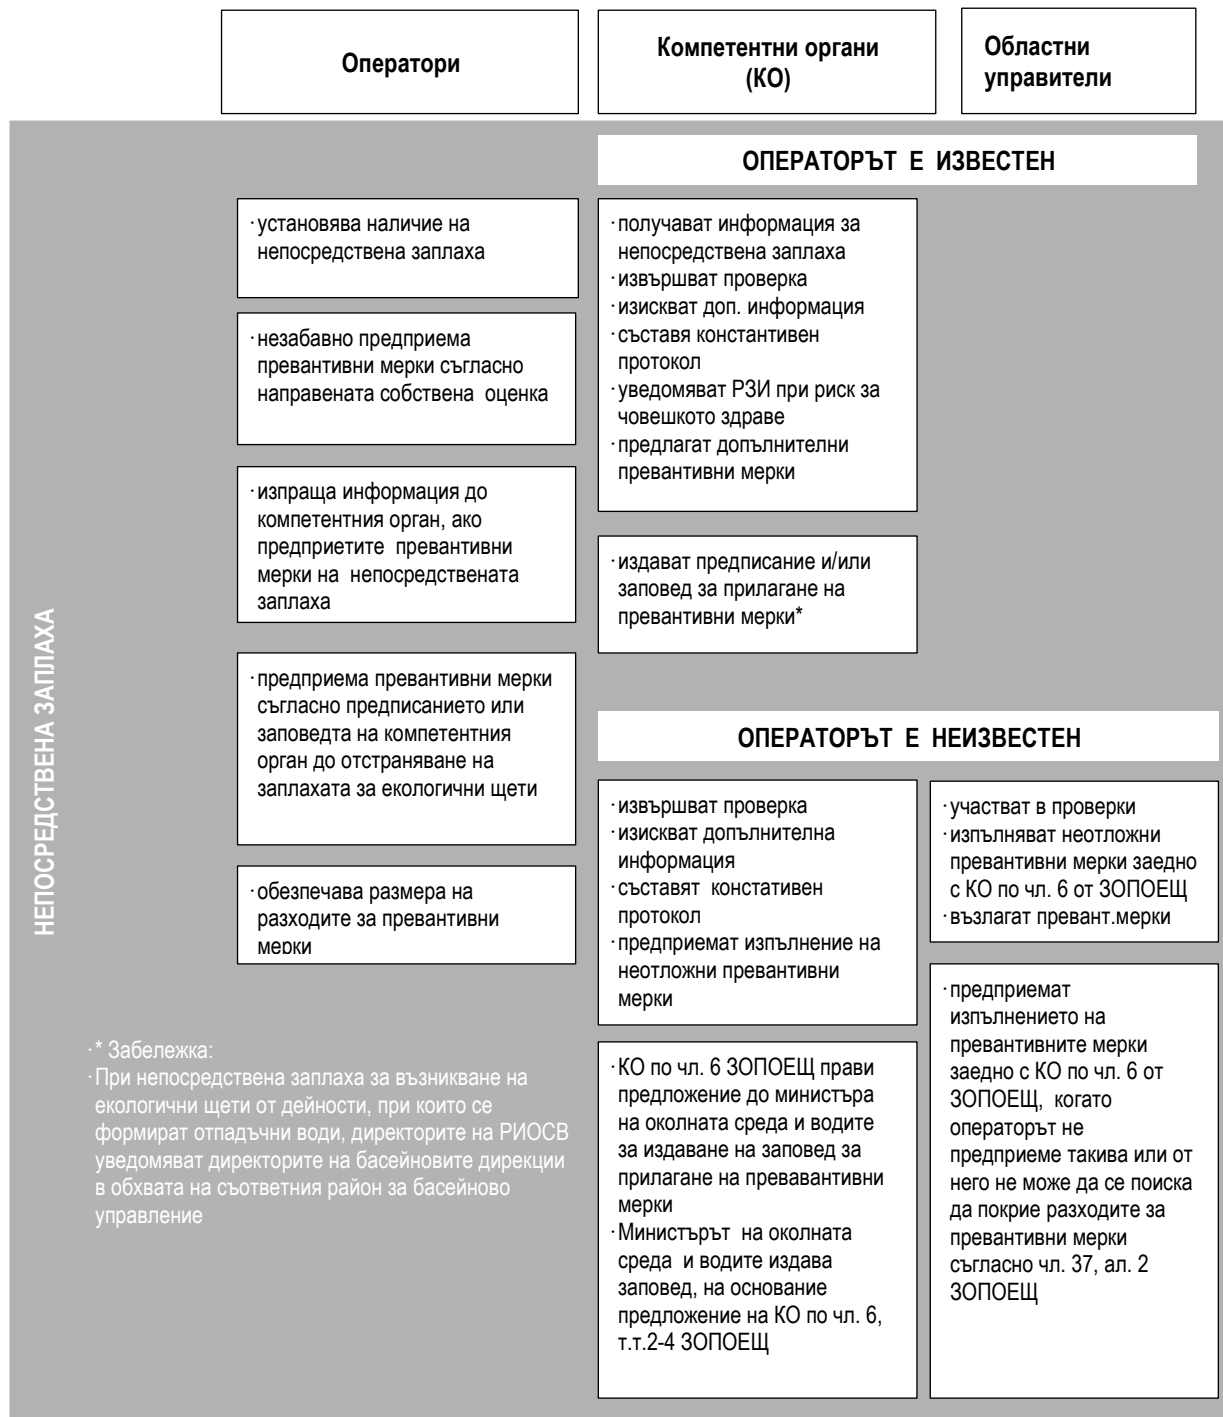 Оператори
Компетентни органи
(КО)
Областни
управители
НЕПОСРЕДСТВЕНА ЗАПЛАХА
·установява наличие на
непосредствена заплаха
·незабавно предприема
превантивни мерки съгласно
направената собствена оценка
·изпраща информация до
компетентния орган, ако
предприетите превантивни
мерки на непосредствената
заплаха
·предприема превантивни мерки
съгласно предписанието или
заповедта на компетентния
орган до отстраняване на
заплахата за екологични щети
·обезпечава размера на
разходите за превантивни
мерки
ОПЕРАТОРЪТ Е ИЗВЕСТЕН
·получават информация за
непосредствена заплаха
·извършват проверка
·изискват доп. информация
·съставя константивен
протокол
·уведомяват РЗИ при риск за
човешкото здраве
·предлагат допълнителни
превантивни мерки
·издават предписание и/или
заповед за прилагане на
превантивни мерки*
ОПЕРАТОРЪТ Е НЕИЗВЕСТЕН
·извършват проверка
·изискват допълнителна
информация
·съставят констативен
протокол
·предприемат изпълнение на
неотложни превантивни
мерки
·КО по чл. 6 ЗОПОЕЩ прави
предложение до министъра
на околната среда и водите
за издаване на заповед за
прилагане на превавантивни
мерки
·Министърът на околната
среда и водите издава
заповед, на основание
предложение на КО по чл. 6,
т.т.2-4 ЗОПОЕЩ
·участват в проверки
·изпълняват неотложни
превантивни мерки заедно
с КО по чл. 6 от ЗОПОЕЩ
·възлагат превант.мерки
·предприемат
изпълнението на
превантивните мерки
заедно с КО по чл. 6 от
ЗОПОЕЩ, когато
операторът не
предприеме такива или от
него не може да се поиска
да покрие разходите за
превантивни мерки
съгласно чл. 37, ал. 2
ЗОПОЕЩ
·* Забележка:
·При непосредствена заплаха за възникване на
екологични щети от дейности, при които се
формират отпадъчни води, директорите на РИОСВ
уведомяват директорите на басейновите дирекции
в обхвата на съответния район за басейново
управление